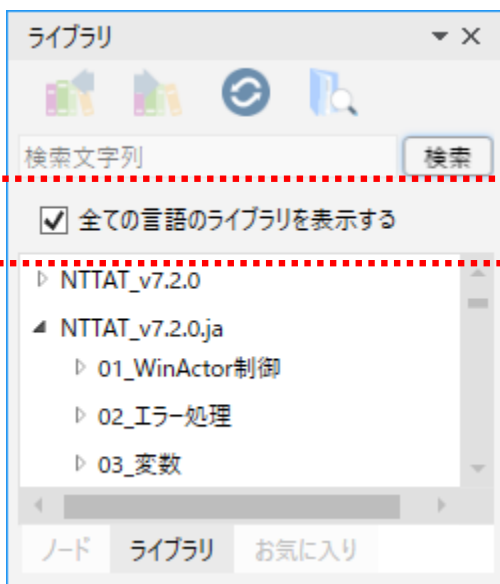 ライブラリ
検索文字列 検索
全ての言語のライブラリを表示する
NTTAT_v7.2.0
NTTAT_v7.2.0.ja
01_WinActor制御
02_エラー処理
03_変数
ノード ライブラリ お気に入り